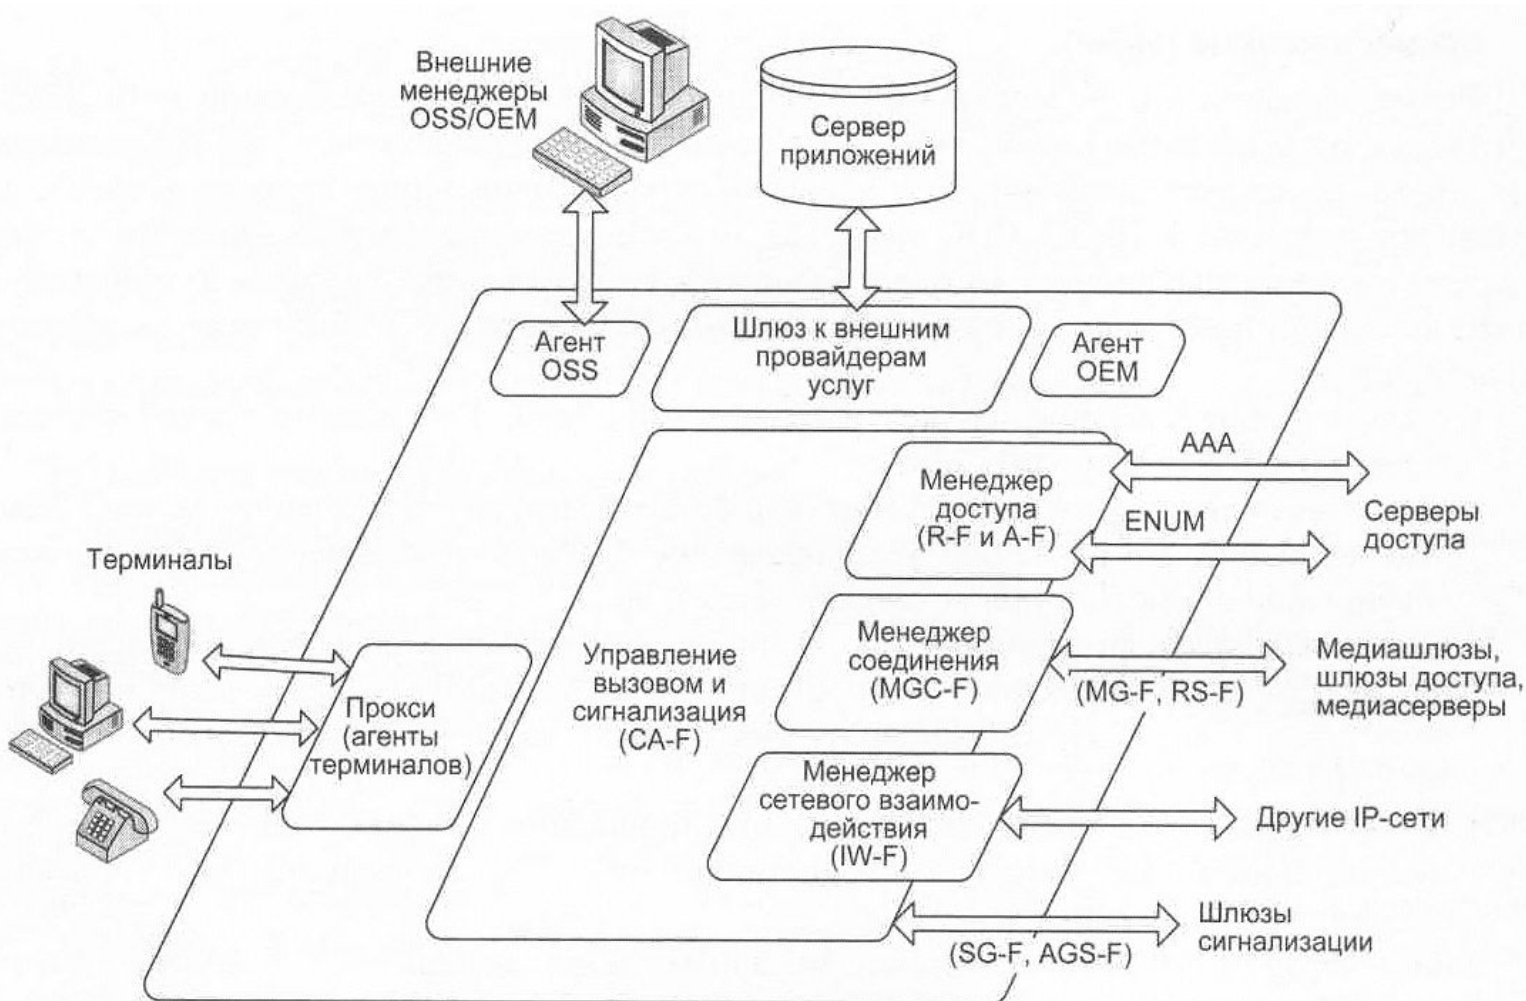 Внешние
менеджеры
OSS/OEM
Сервер
приложений
Агент
OSS
Шлюз к внешним
провайдерам
услуг
Агент
OEM
AAA
Менеджер
доступа
(R-F и A-F)
ENUM
Серверы
доступа
Терминалы
Управление
вызовом и
сигнализация
(CA-F)
Менеджер
соединения
(MGC-F)
(MG-F, RS-F)
Медиашлюзы,
шлюзы доступа,
медиасерверы
Прокси
(агенты
терминалов)
Менеджер
сетевого взаимо-
действия
(IW-F)
Другие IP-сети
(SG-F, AGS-F)
Шлюзы
сигнализации